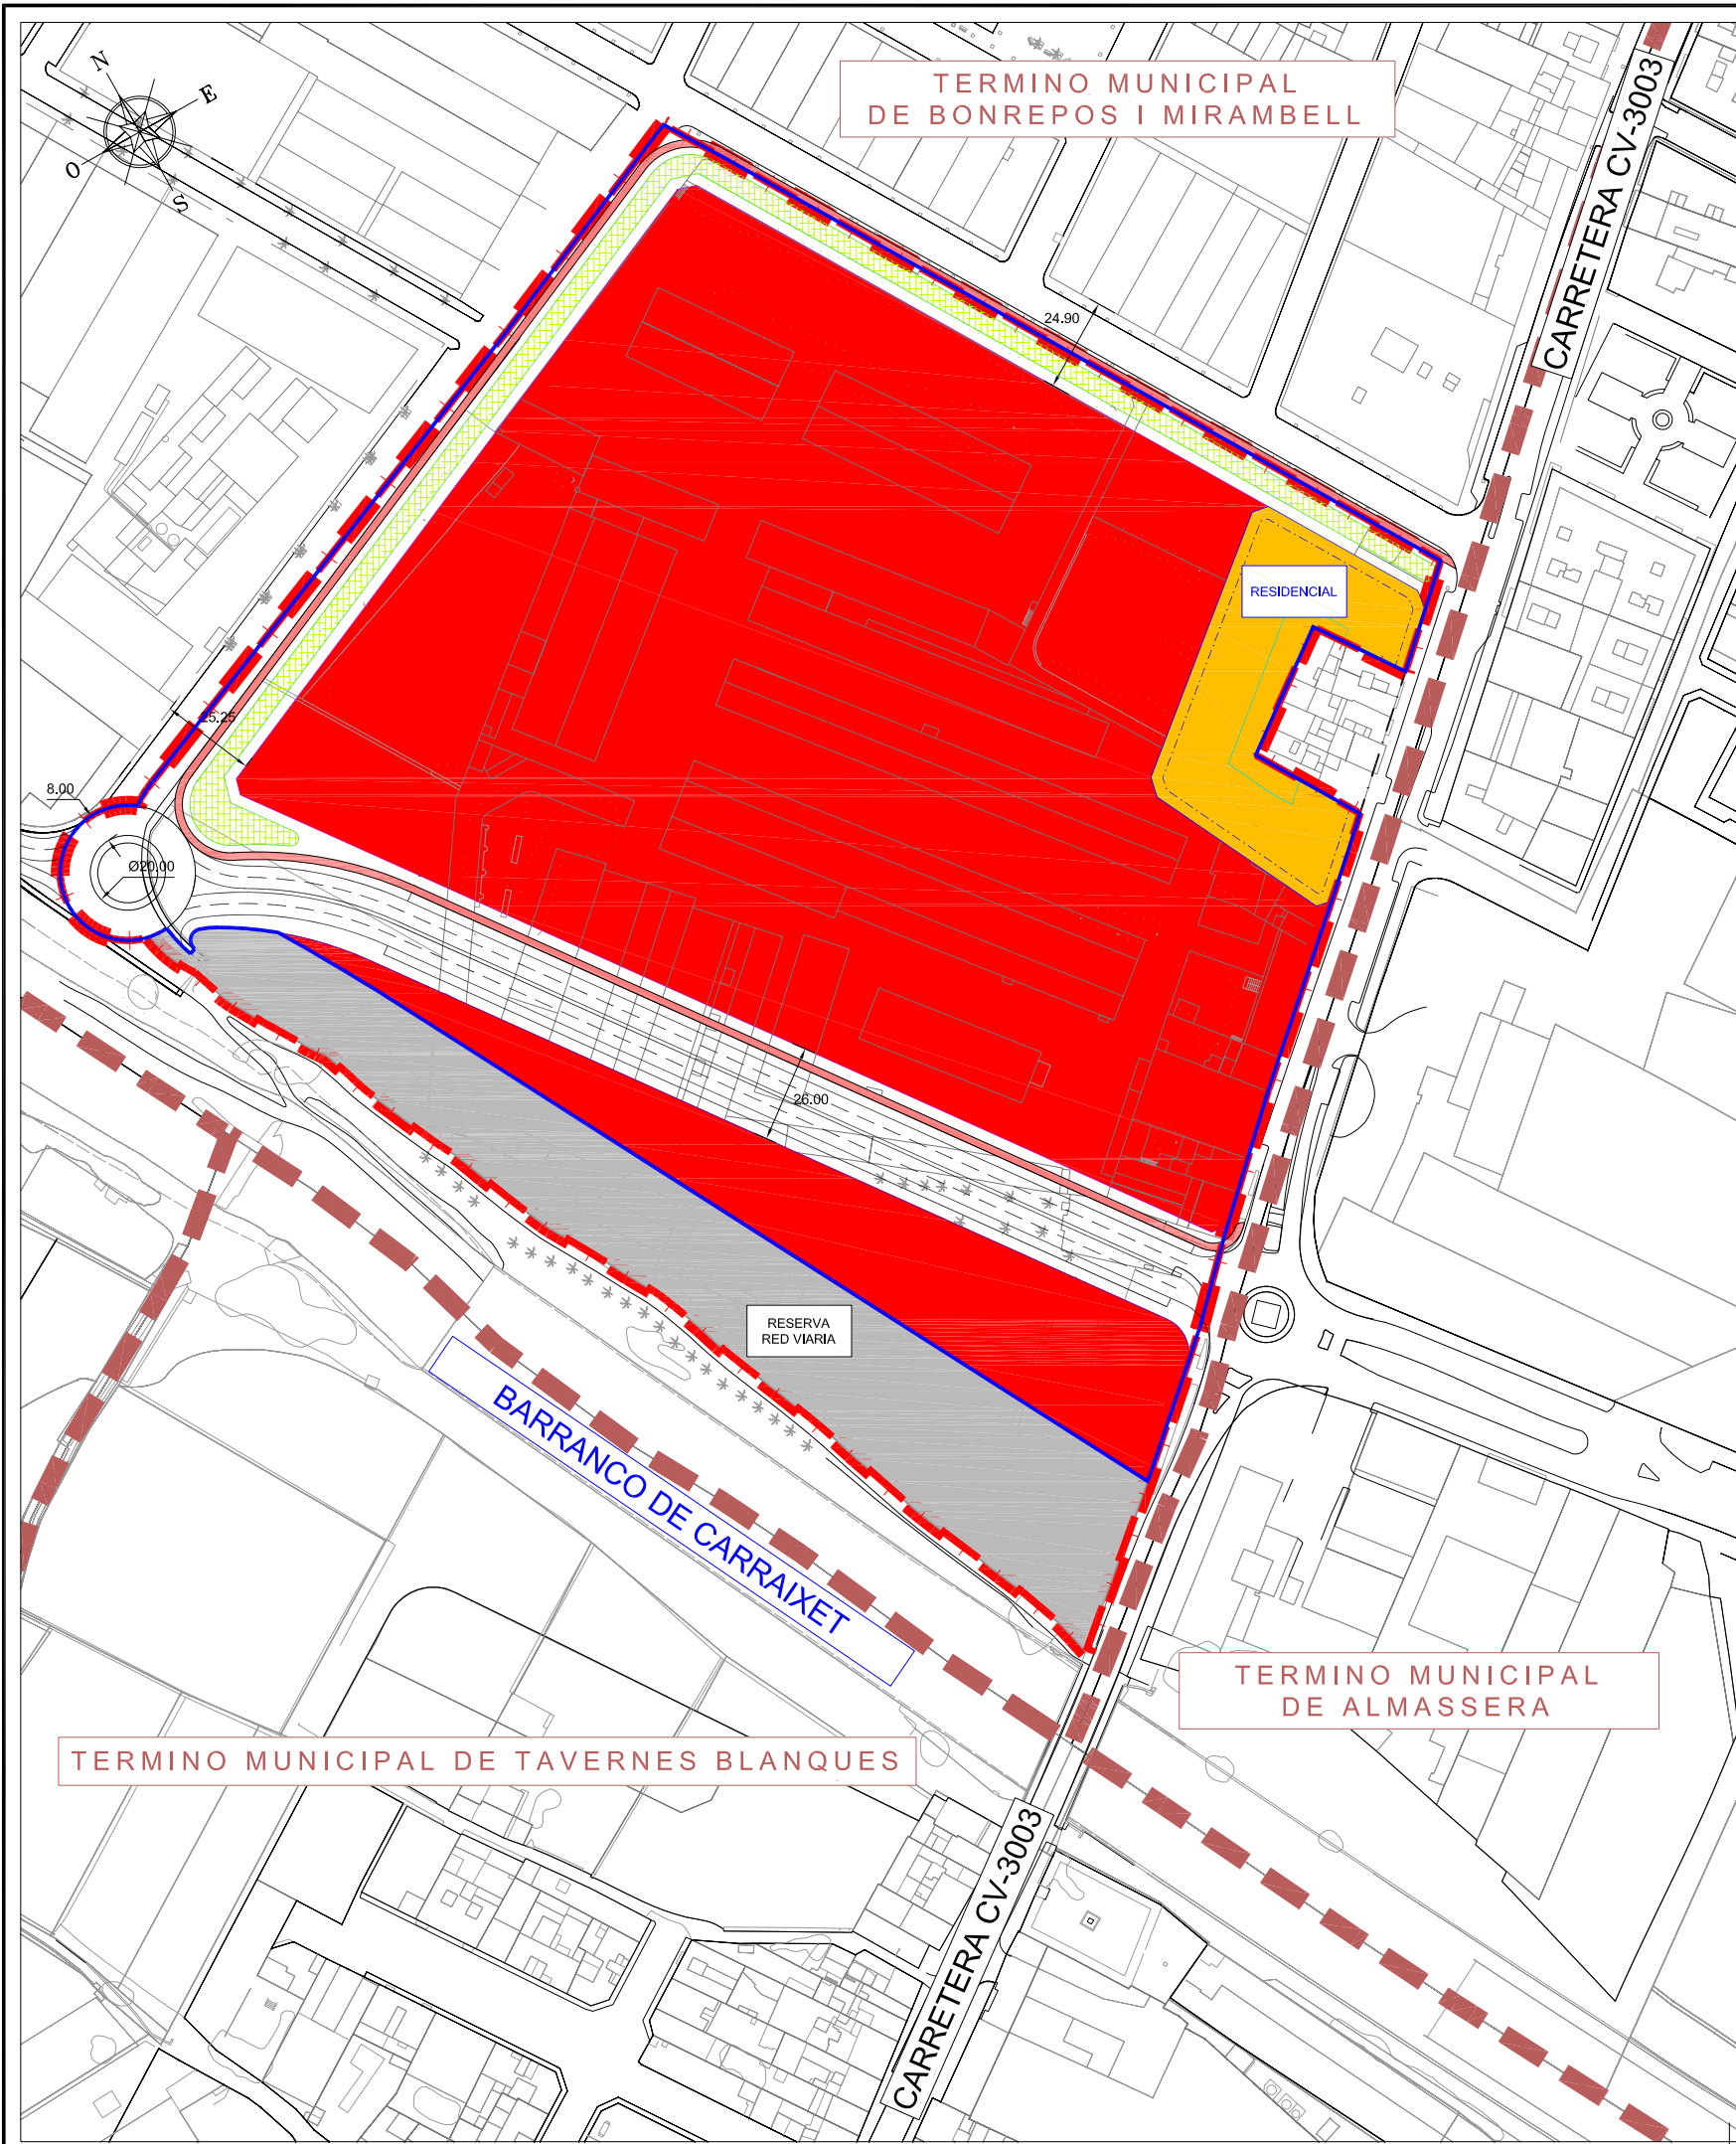 N
E
O
S
TERMINO MUNICIPAL
DE BONREPOS I MIRAMBELL
CARRETERA CV-3003
24.90
RESIDENCIAL
25.25
8.00
Ø20.00
26.00
RESERVA
RED VIARIA
BARRANCO DE CARRAIXET
TERMINO MUNICIPAL
DE ALMASSERA
TERMINO MUNICIPAL DE TAVERNES BLANQUES
CARRETERA CV-3003